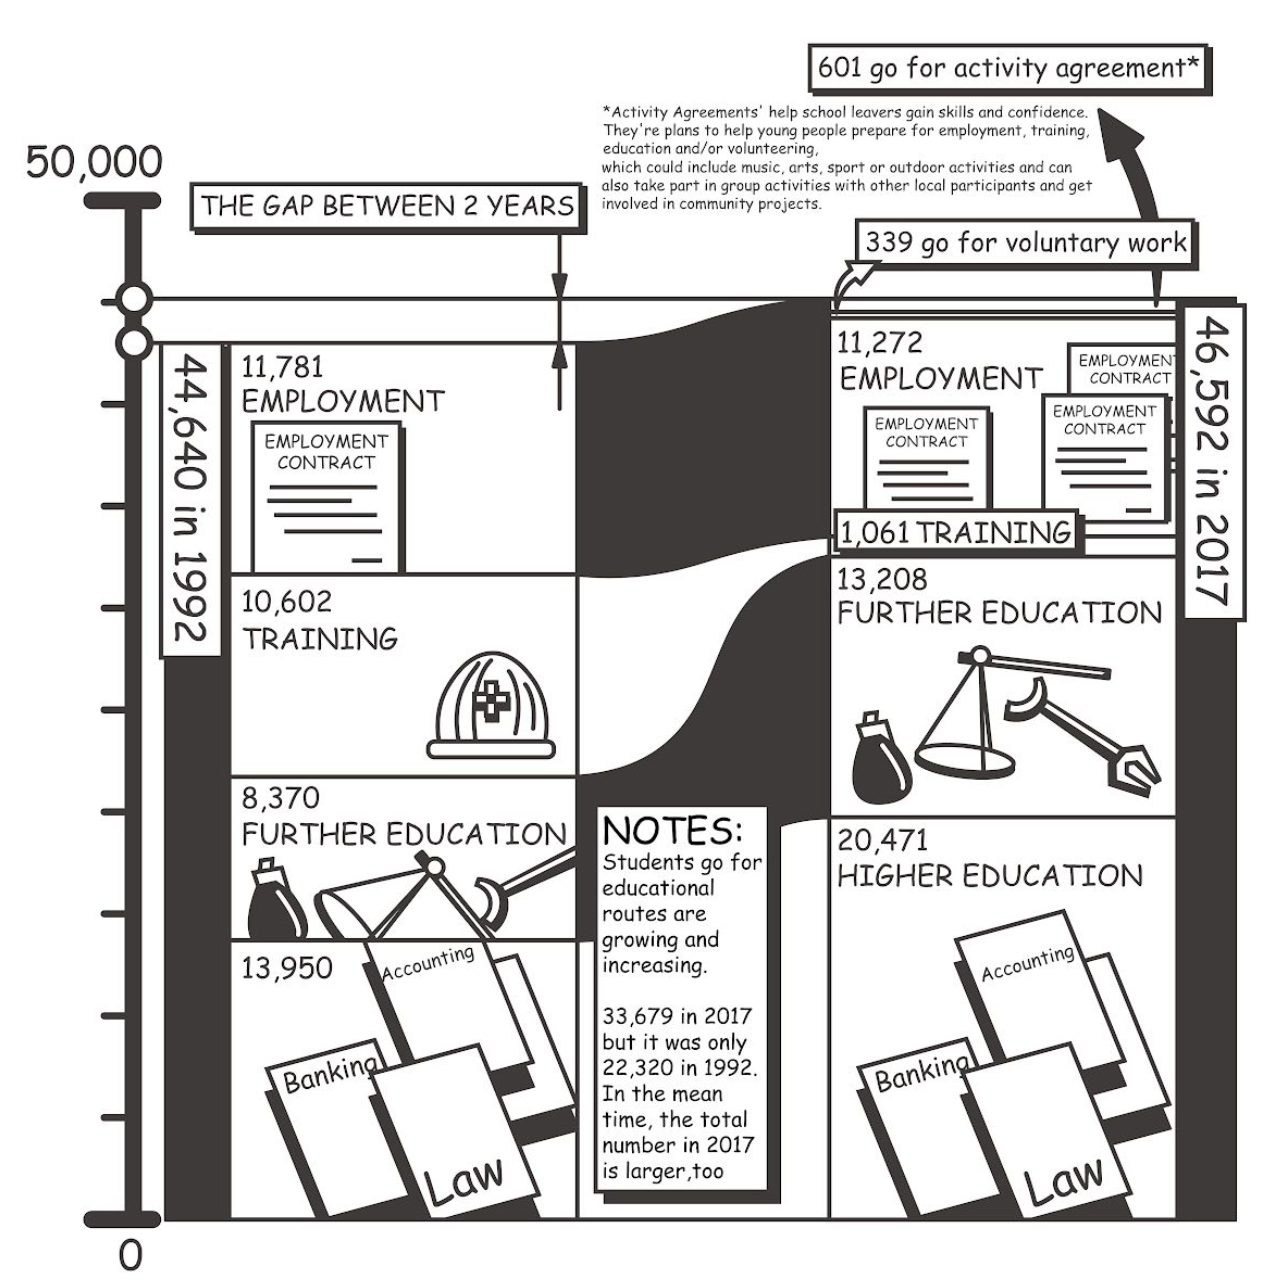 601 go for activity agreement*
*Activity Agreements' help school leavers gain skills and confidence.
They're plans to help young people prepare for employment, training,
education and/or volunteering,
which could include music, arts, sport or outdoor activities and can
also take part in group activities with other local participants and get
involved in community projects.
50,000
THE GAP BETWEEN 2 YEARS
339 go for voluntary work
44,640 in 1992
11,781
EMPLOYMENT
EMPLOYMENT
CONTRACT
10,602
TRAINING
8,370
FURTHER EDUCATION
13,950
Accounting
Banking
Law
NOTES:
Students go for
educational
routes are
growing and
increasing.
33,679 in 2017
but it was only
22,320 in 1992.
In the mean
time, the total
number in 2017
is larger,too
11,272
EMPLOYMENT
EMPLOYMENT
CONTRACT
EMPLOYMENT
CONTRACT
EMPLOYMENT
CONTRACT
1,061 TRAINING
13,208
FURTHER EDUCATION
20,471
HIGHER EDUCATION
Accounting
Banking
Law
46,592 in 2017
0